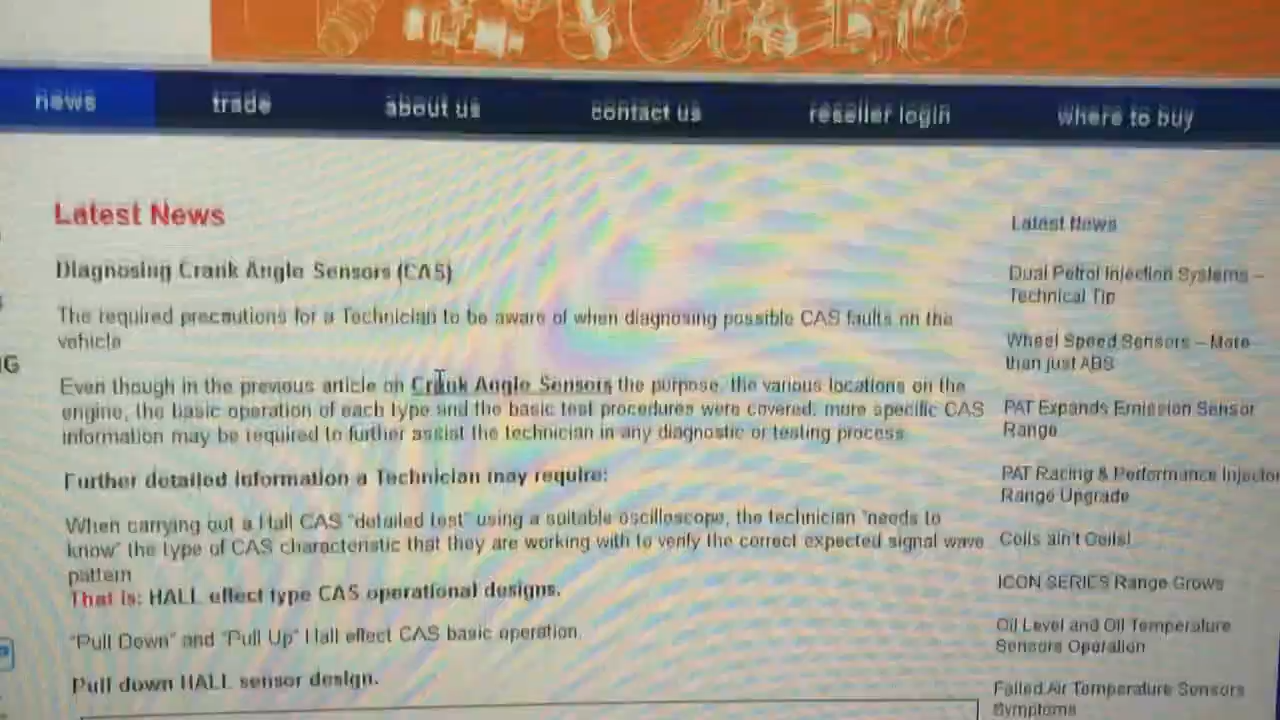 news
trade
about us
contact us
reseller login
where to buy
Latest News
Diagnosing Crank Angle Sensors (CAS)
The required precautions for a Technician to be aware of when diagnosing possible CAS faults on the
vehicle
Even though in the previous article on Crank Angle Sensors the purpose, the various locations on the
engine, the basic operation of each type and the basic test procedures were covered, more specific CAS
information may be required to further assist the technician in any diagnostic or testing process
Further detailed information a Technician may require:
When carrying out a Hall CAS "detailed test" using a suitable oscilloscope, the technician "needs to
know" the type of CAS characteristic that they are working with to verify the correct expected signal wave
pattern
That is: HALL effect type CAS operational designs.
"Pull Down" and "Pull Up" Hall effect CAS basic operation.
Pull down HALL sensor design.
Latest News
Dual Petrol Injection Systems –
Technical Tip
Wheel Speed Sensors – More
than just ABS
PAT Expands Emission Sensor
Range
PAT Racing & Performance Injector
Range Upgrade
Coils ain't Coils!
ICON SERIES Range Grows
Oil Level and Oil Temperature
Sensors Operation
Failed Air Temperature Sensors
Symptoms